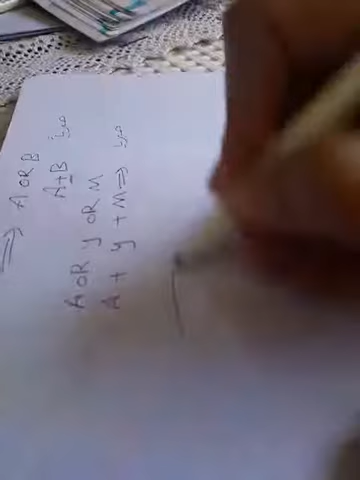 ⇒ A OR B
A+B
A OR y OR M
A + y + M ⇒